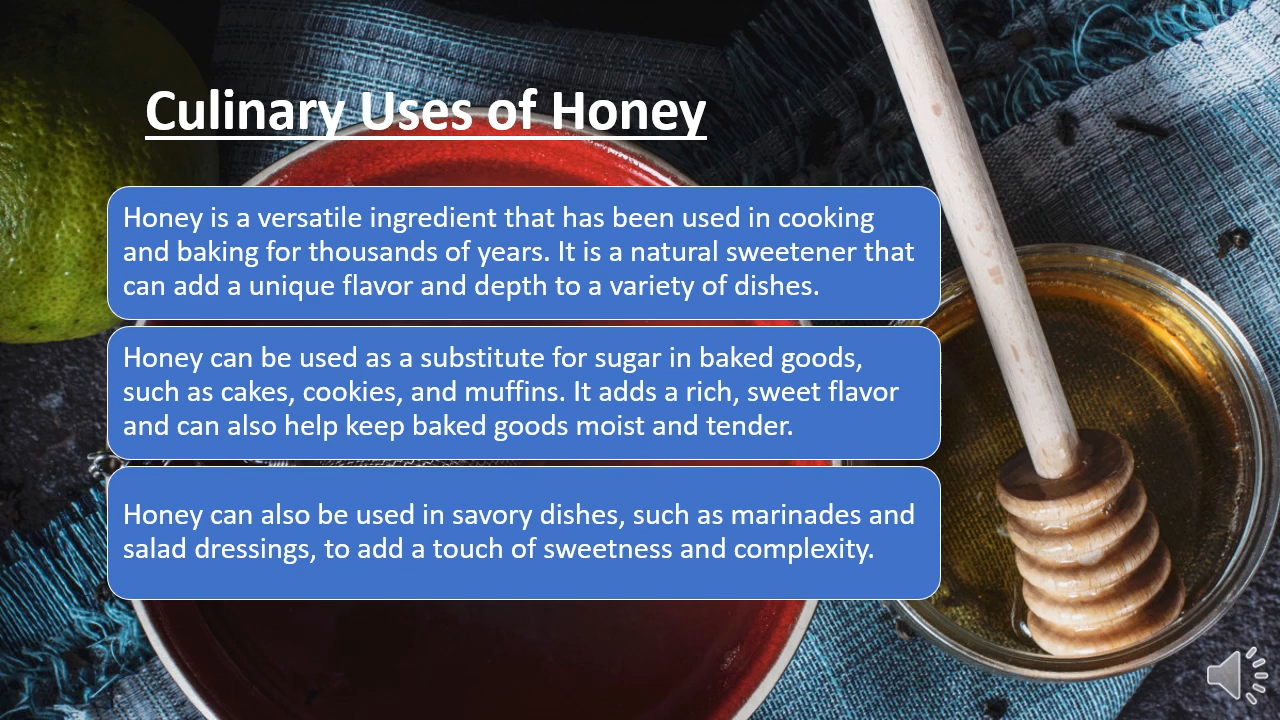 Culinary Uses of Honey
Honey is a versatile ingredient that has been used in cooking
and baking for thousands of years. It is a natural sweetener that
can add a unique flavor and depth to a variety of dishes.
Honey can be used as a substitute for sugar in baked goods,
such as cakes, cookies, and muffins. It adds a rich, sweet flavor
and can also help keep baked goods moist and tender.
Honey can also be used in savory dishes, such as marinades and
salad dressings, to add a touch of sweetness and complexity.